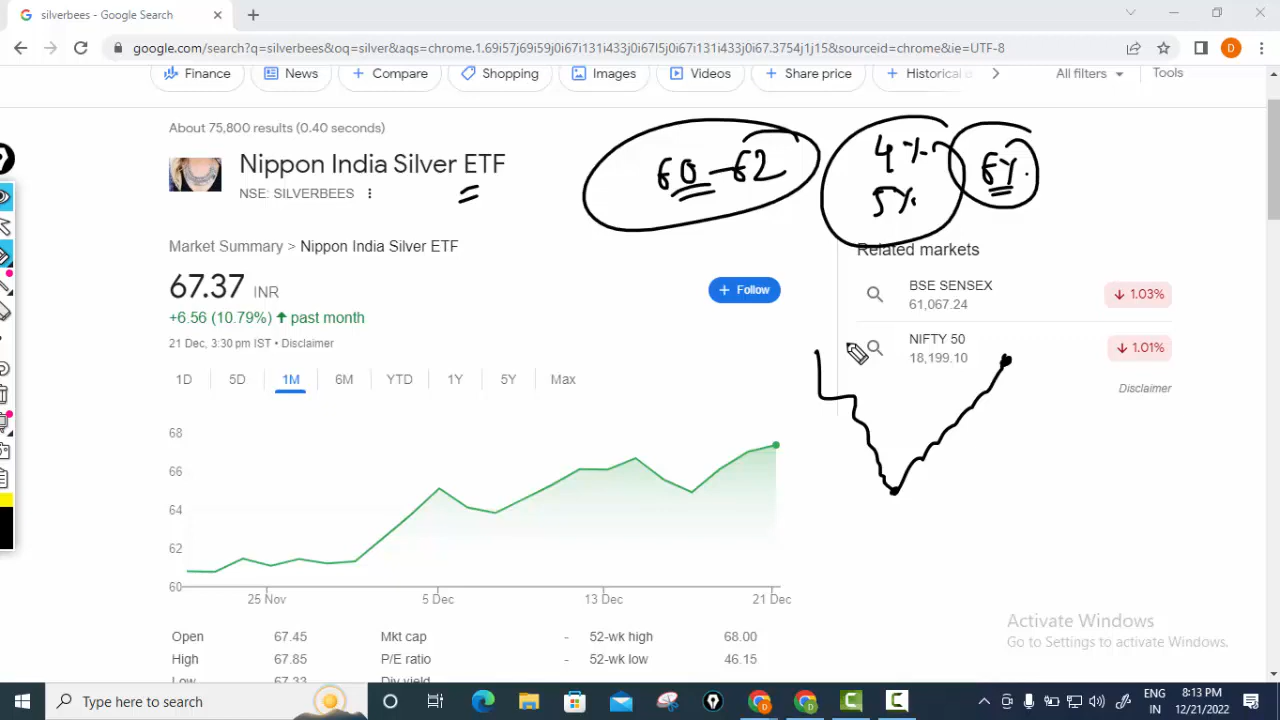 silverbees - Google Search
google.com/search?q=silverbees&oq=silver&aqs=chrome.1.69i57j69i59j0i67i131i433j0i67l5j0i67i131i433j0i67.3754j1j15&sourceid=chrome&ie=UTF-8
D
Finance
News
+ Compare
Shopping
Images
Videos
+ Share price
+ Historical
All filters
Tools
About 75,800 results (0.40 seconds)
Nippon India Silver ETF
NSE: SILVERBEES
60-62
4%
5%
6%
Market Summary > Nippon India Silver ETF
67.37 INR
+ Follow
+6.56 (10.79%) past month
21 Dec, 3:30 pm IST • Disclaimer
1D
5D
1M
6M
YTD
1Y
5Y
Max
68
66
64
62
60
25 Nov
5 Dec
13 Dec
21 Dec
Open 67.45
Mkt cap -
52-wk high 68.00
High 67.85
P/E ratio -
52-wk low 46.15
Low 67.33
Div yield
Related markets
BSE SENSEX
61,067.24
1.03%
NIFTY 50
18,199.10
1.01%
Disclaimer
Activate Windows
Go to Settings to activate Windows.
Type here to search
ENG
IN
8:13 PM
12/21/2022